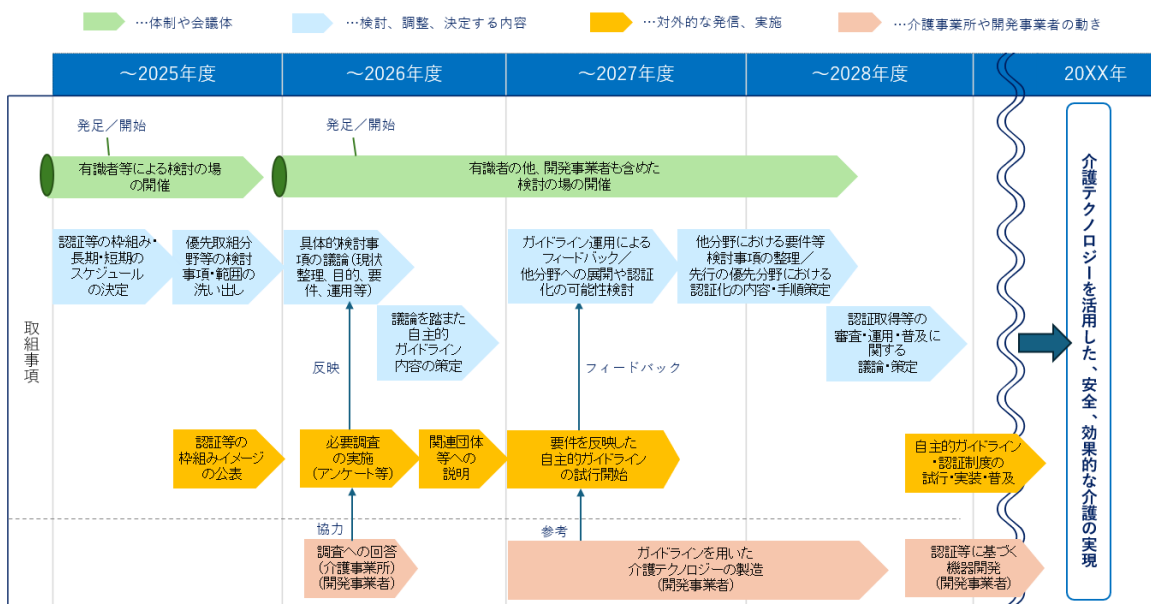 …体制や会議体
…検討、調整、決定する内容
…対外的な発信、実施
…介護事業所や開発事業者の動き
～2025年度
～2026年度
～2027年度
～2028年度
20XX年
取組事項
発足／開始
発足／開始
有識者等による検討の場
の開催
有識者の他、開発事業者も含めた
検討の場の開催
認証等の枠組み・
長期・短期の
スケジュール
の決定
優先取組分
野等の検討
事項・範囲の
洗い出し
具体的検討事
項の議論（現状
整理、目的、要
件、運用等）
ガイドライン運用による
フィードバック／
他分野への展開や認証
化の可能性検討
他分野における要件等
検討事項の整理／
先行の優先分野における
認証化の内容・手順策定
議論を踏また
自主的
ガイドライン
内容の策定
認証取得等の
審査・運用・普及に
関する
議論・策定
反映
フィードバック
認証等の
枠組みイメージ
の公表
必要調査
の実施
（アンケート等）
関連団体
等への
説明
要件を反映した
自主的ガイドライン
の試行開始
自主的ガイドライン
・認証制度の
試行・実装・普及
協力
参考
調査への回答
（介護事業所）
（開発事業者）
ガイドラインを用いた
介護テクノロジーの製造
（開発事業者）
認証等に基づく
機器開発
（開発事業者）
介護テクノロジーを活用した、安全、効果的な介護の実現